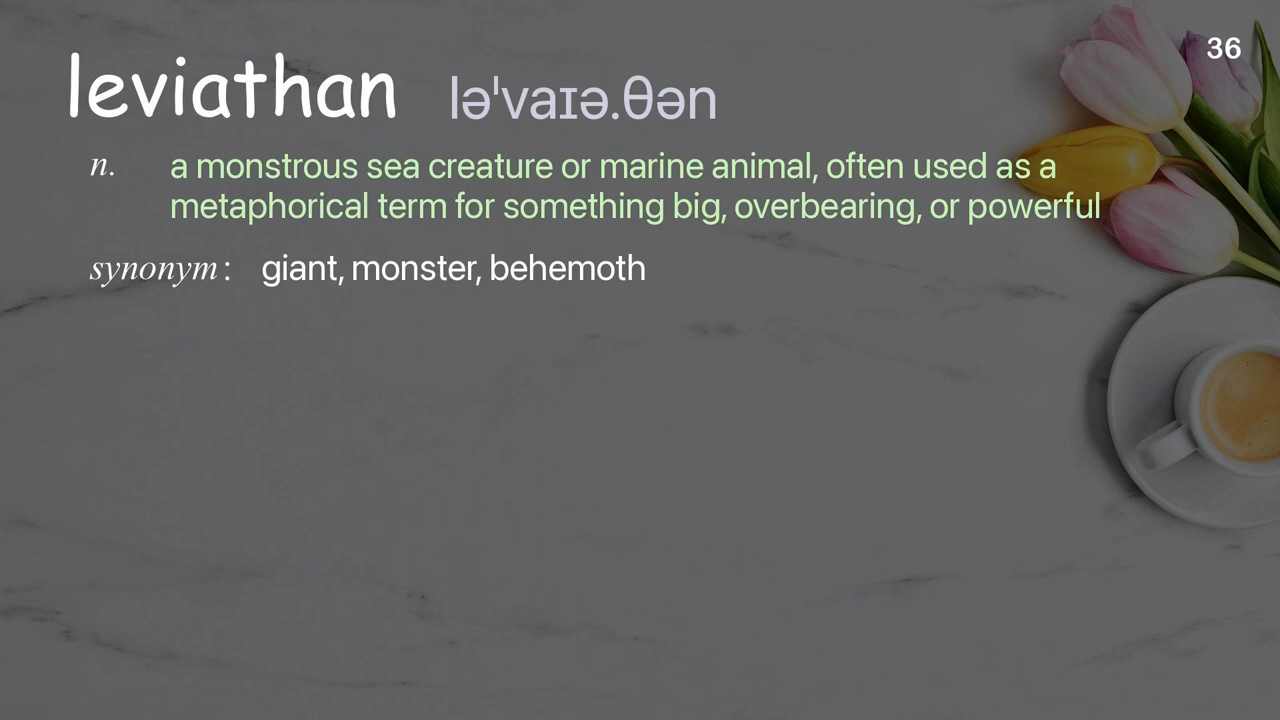 36
leviathan ləˈvaɪə.θən
n. a monstrous sea creature or marine animal, often used as a
metaphorical term for something big, overbearing, or powerful
synonym: giant, monster, behemoth